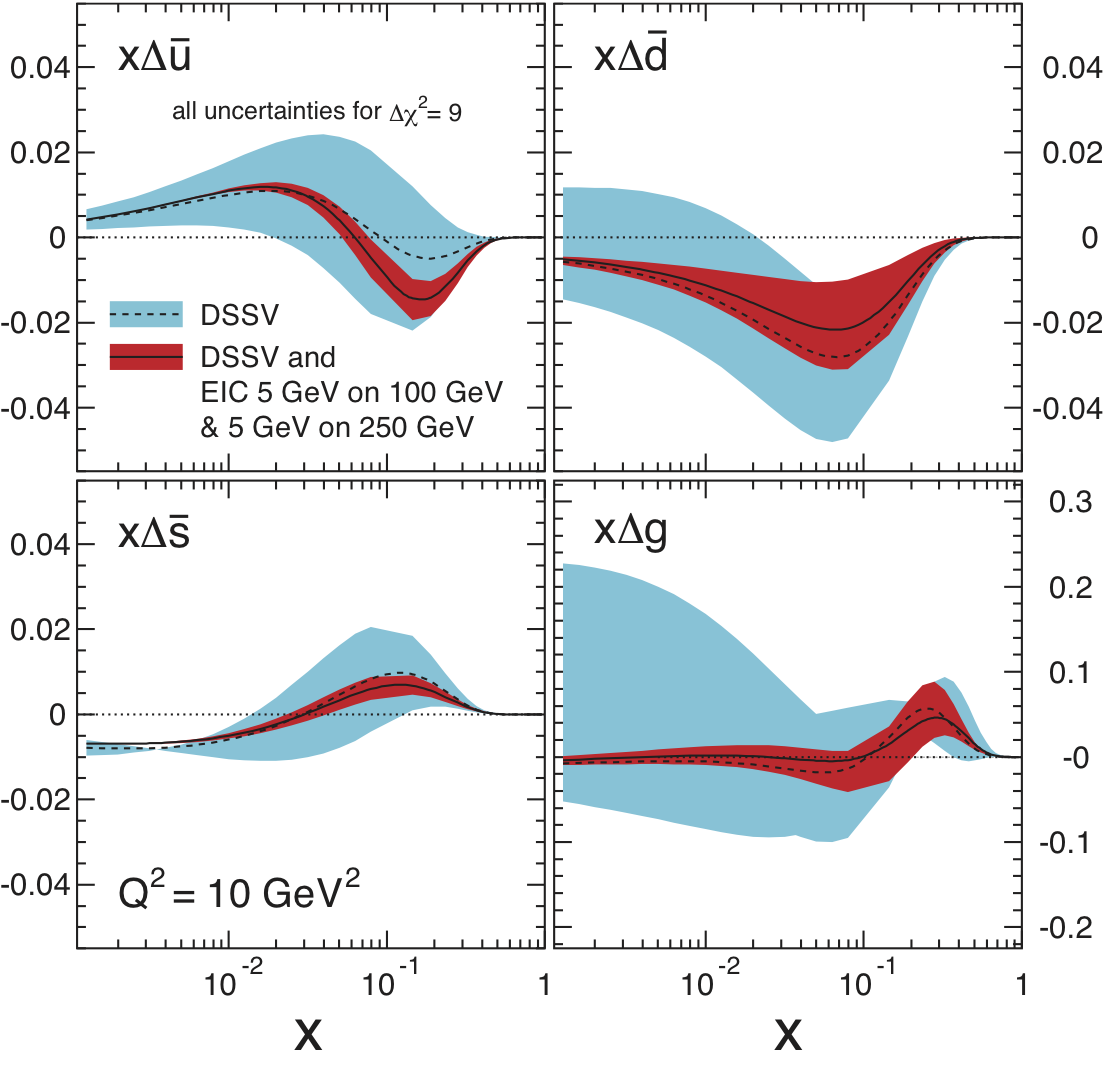 xΔū
xΔd̄
all uncertainties for Δχ²= 9
0.04
0.02
0
-0.02
-0.04
0.04
0.02
0
-0.02
-0.04
DSSV
DSSV and
EIC 5 GeV on 100 GeV
& 5 GeV on 250 GeV
xΔs̄
xΔg
0.04
0.02
0
-0.02
-0.04
0.3
0.2
0.1
-0
-0.1
-0.2
Q² = 10 GeV²
10⁻² 10⁻¹ 1
10⁻² 10⁻¹ 1
x
x